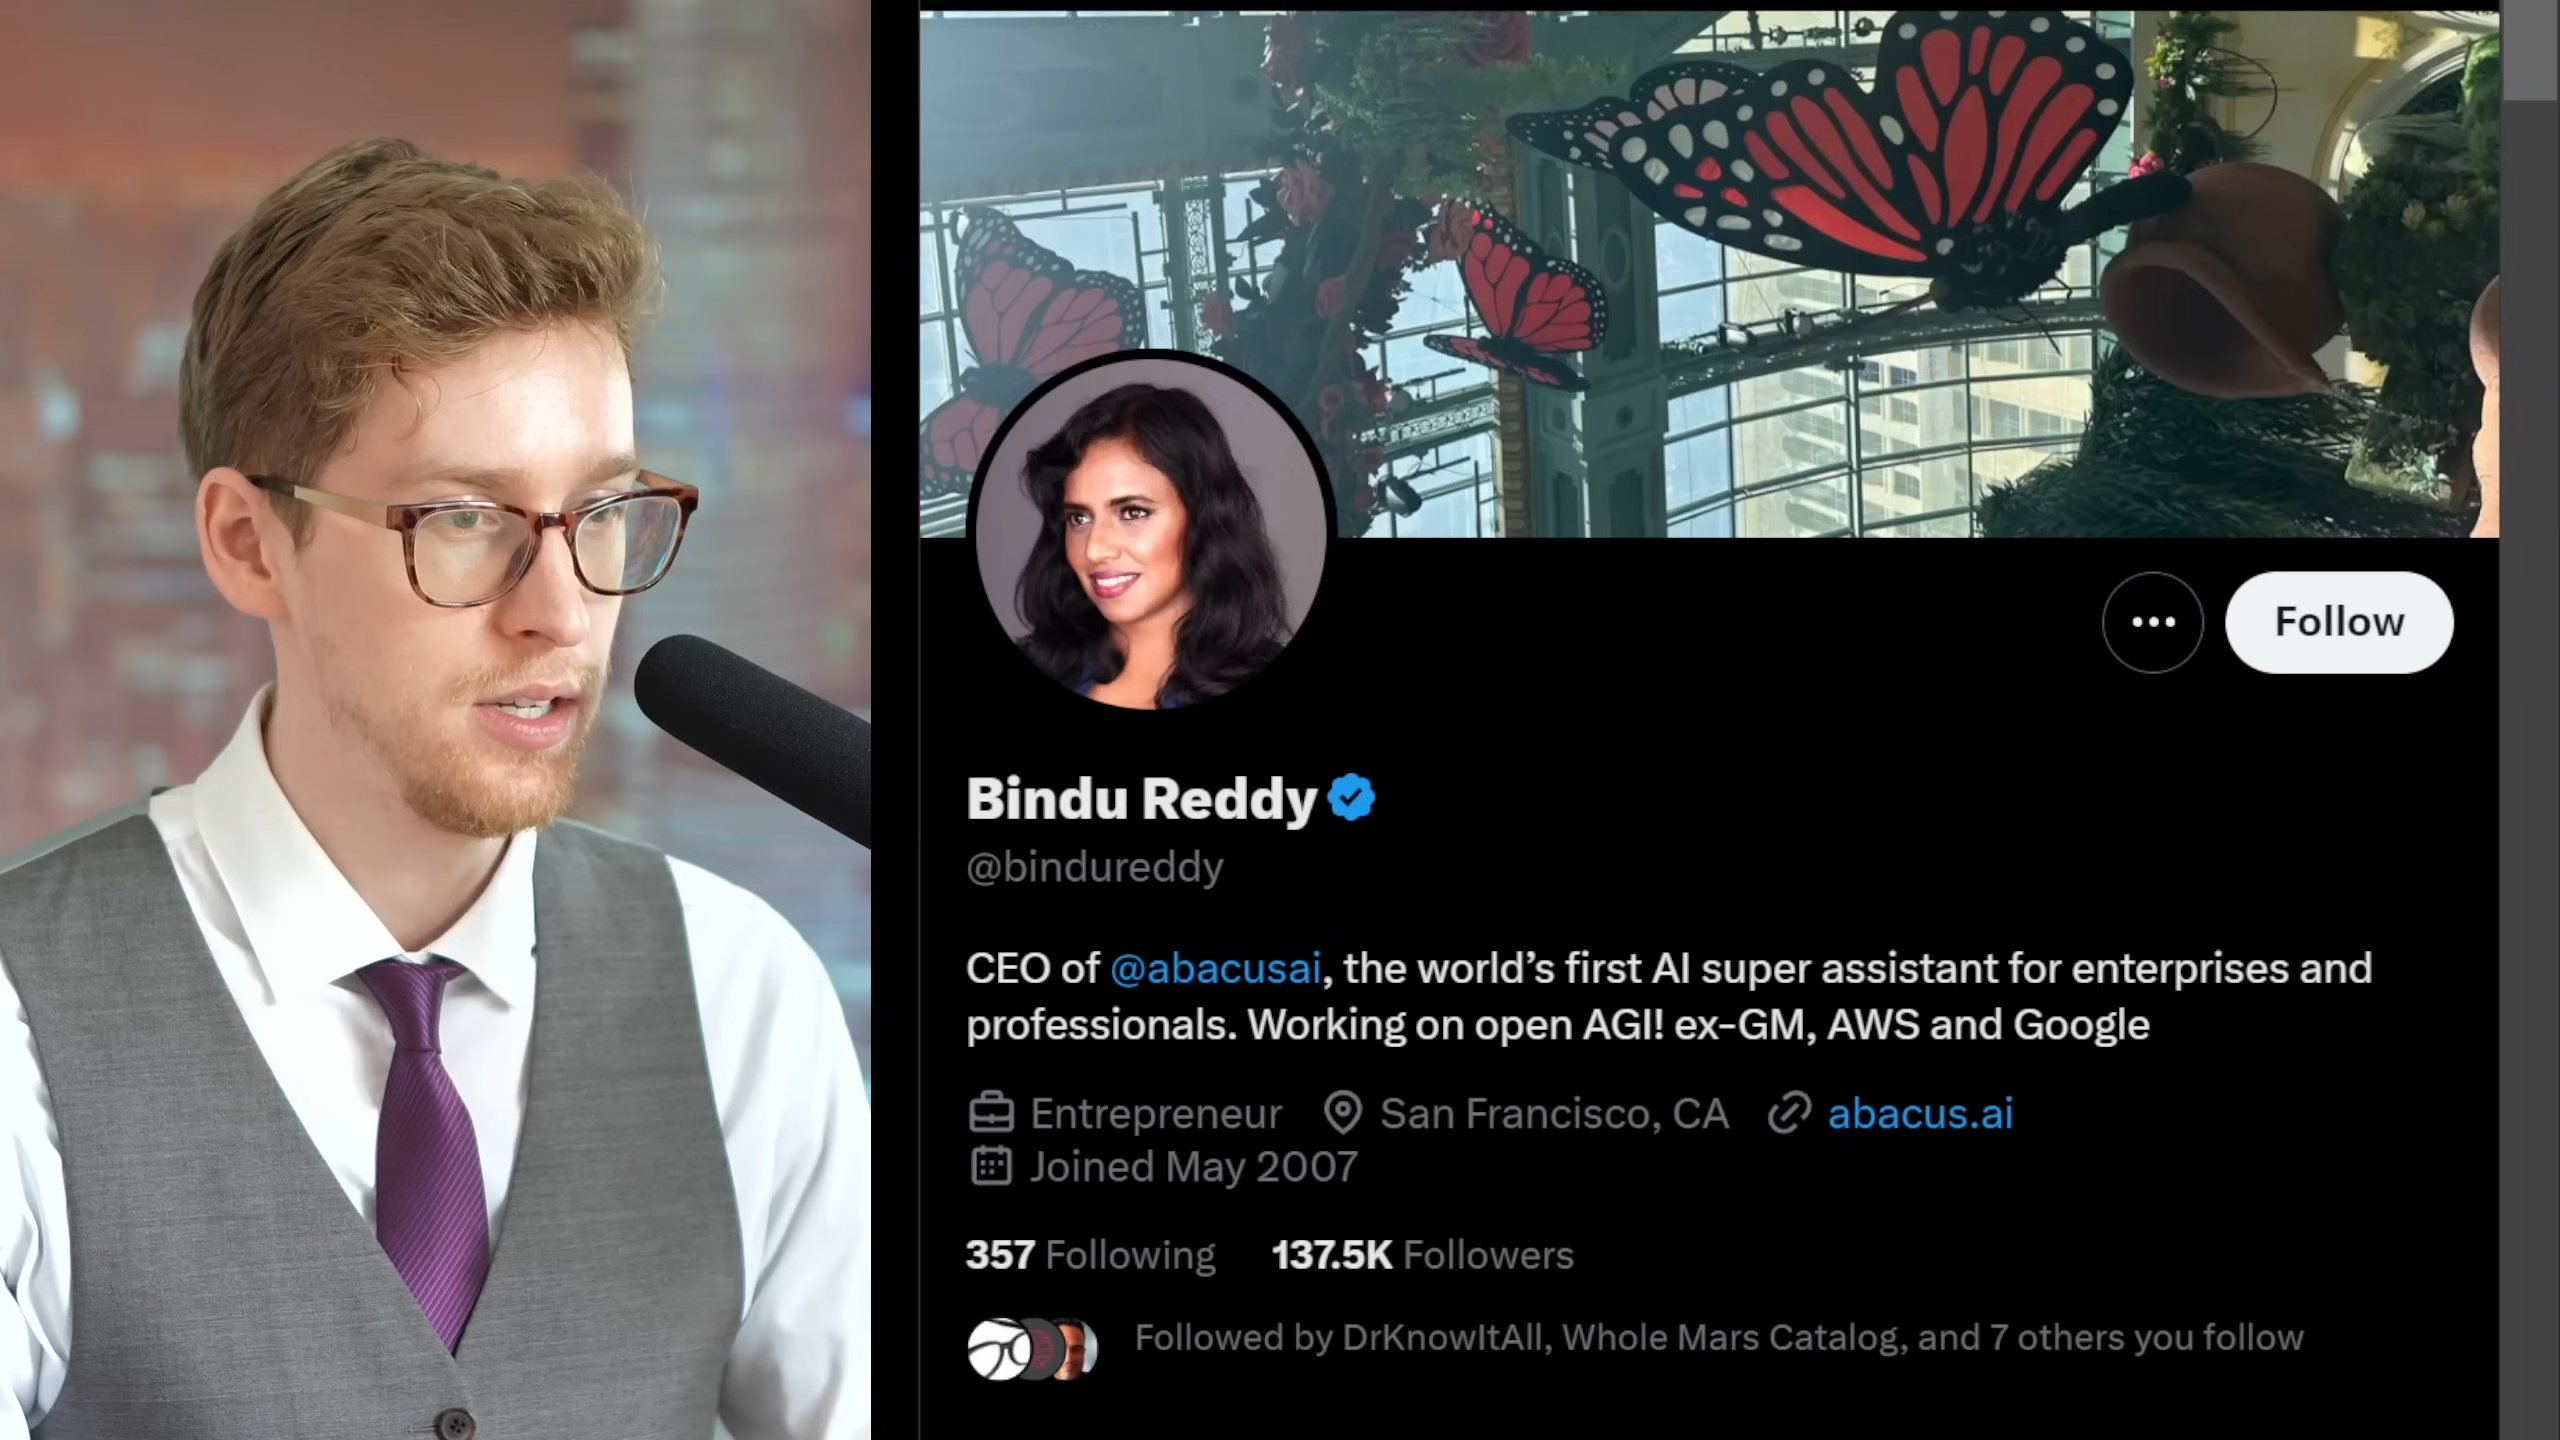 Follow
Bindu Reddy
@bindureddy
CEO of @abacusai, the world’s first AI super assistant for enterprises and
professionals. Working on open AGI! ex-GM, AWS and Google
Entrepreneur San Francisco, CA abacus.ai
Joined May 2007
357 Following 137.5K Followers
Followed by DrKnowItAll, Whole Mars Catalog, and 7 others you follow